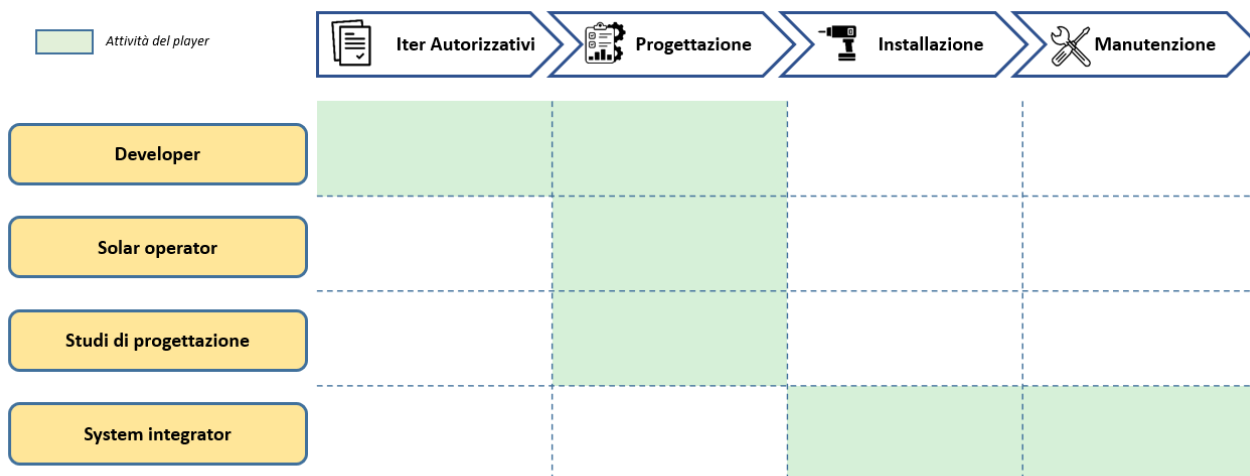 Attività del player
Iter Autorizzativi
Progettazione
Installazione
Manutenzione
Developer
Solar operator
Studi di progettazione
System integrator